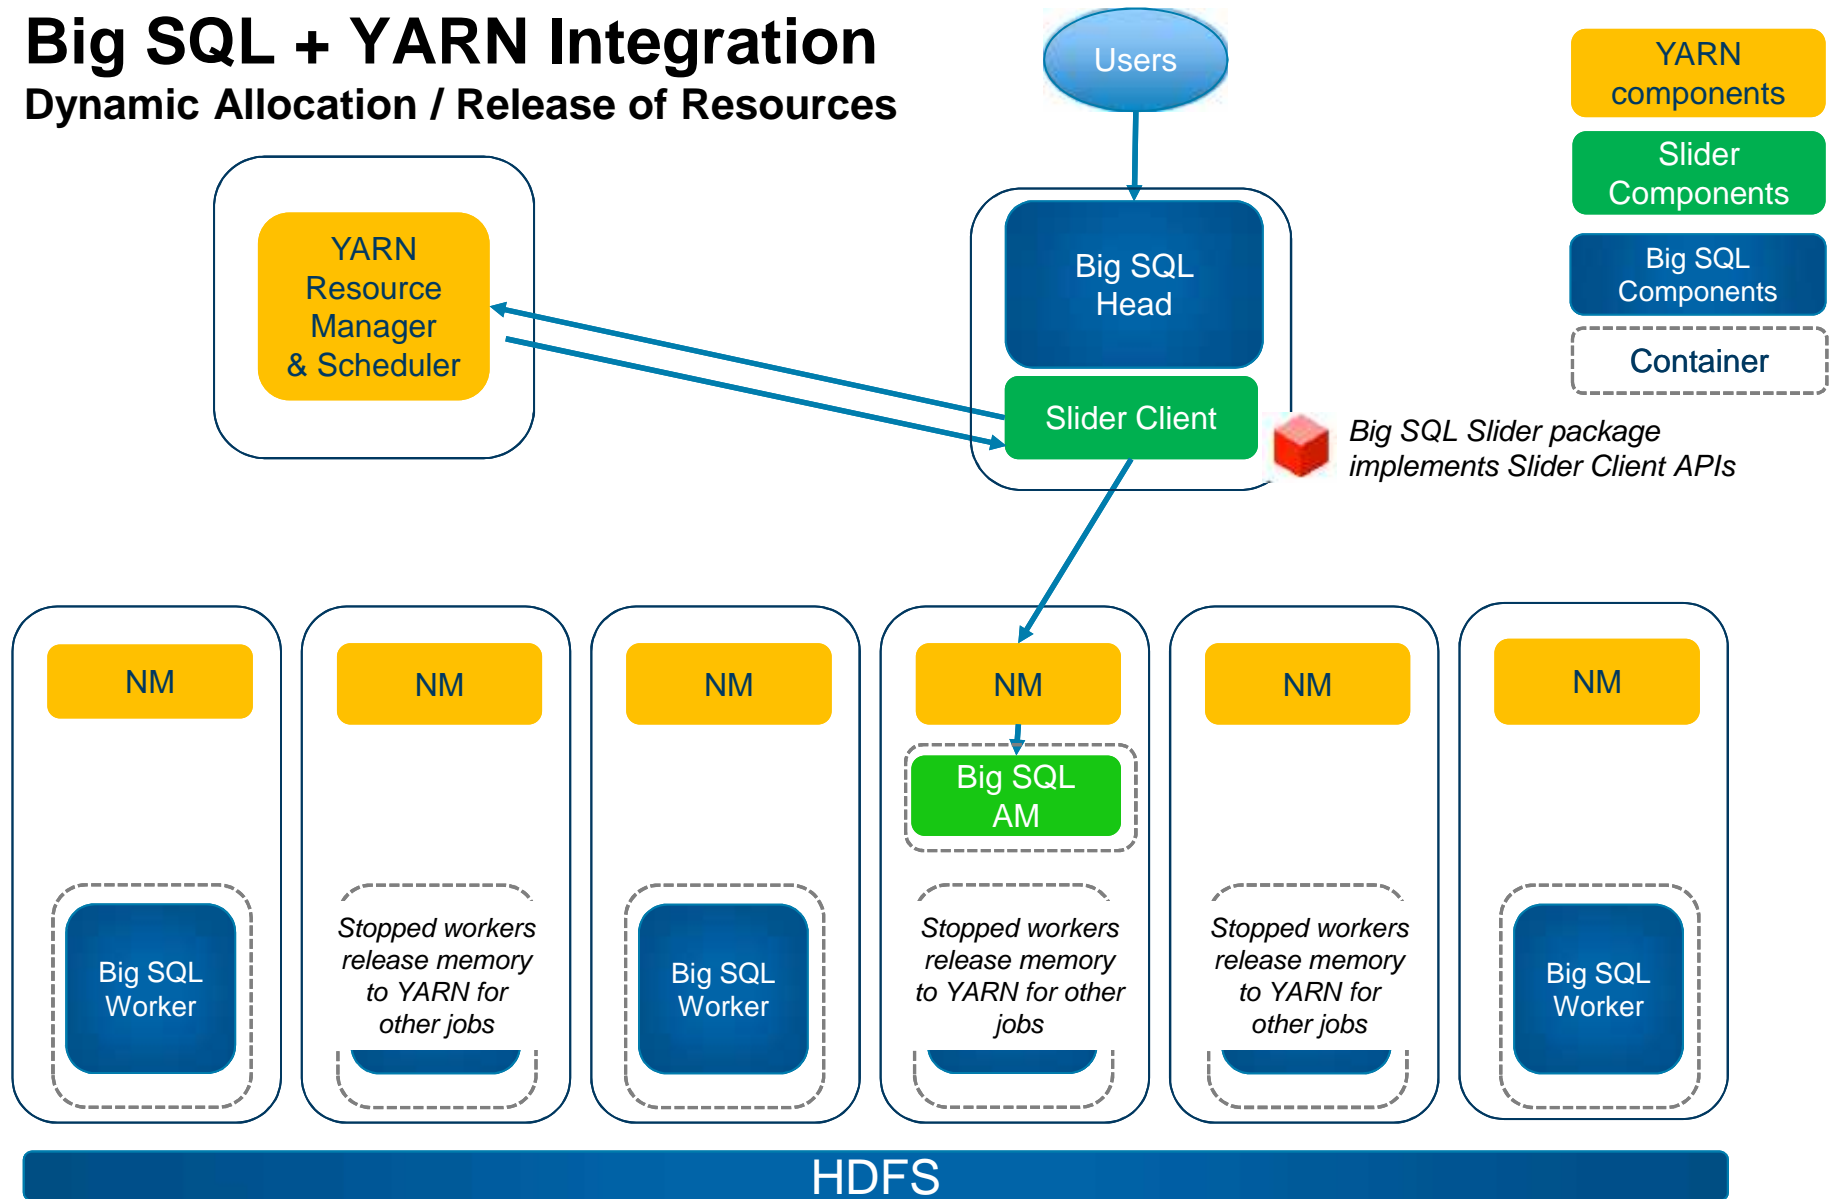 Big SQL + YARN Integration
Dynamic Allocation / Release of Resources
Users
YARN
components
Slider
Components
Big SQL
Components
Container
YARN
Resource
Manager
& Scheduler
Big SQL
Head
Slider Client
Big SQL Slider package
implements Slider Client APIs
NM
NM
NM
NM
NM
NM
Big SQL
AM
Big SQL
Worker
Stopped workers
release memory
to YARN for
other jobs
Big SQL
Worker
Stopped workers
release memory
to YARN for other
jobs
Stopped workers
release memory
to YARN for
other jobs
Big SQL
Worker
HDFS